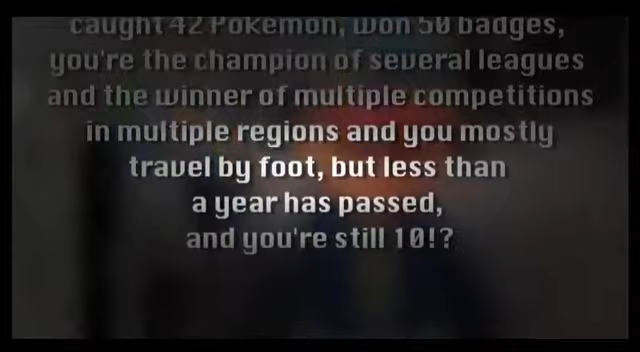 caught 42 Pokemon, won 50 badges,
you're the champion of several leagues
and the winner of multiple competitions
in multiple regions and you mostly
travel by foot, but less than
a year has passed,
and you're still 10!?